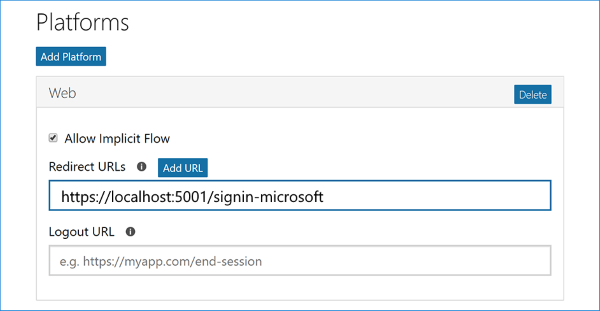 Platforms
Add Platform
Web
Delete
Allow Implicit Flow
Redirect URLs
Add URL
https://localhost:5001/signin-microsoft
Logout URL
e.g. https://myapp.com/end-session